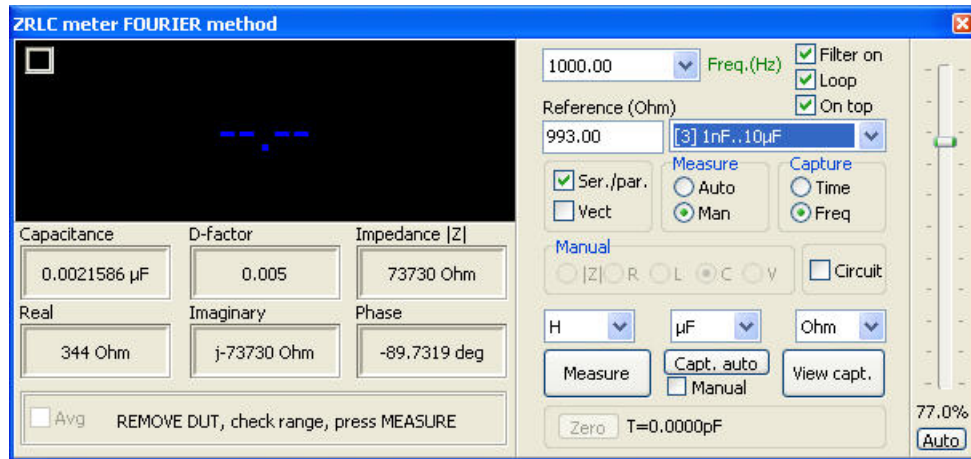 ZRLC meter FOURIER method
--.--
1000.00 Freq.(Hz)
Filter on
Loop
On top
Reference (Ohm)
993.00 [3] 1nF..10µF
Ser./par.
Vect
Measure
Auto
Man
Capture
Time
Freq
Capacitance D-factor Impedance |Z|
0.0021586 µF 0.005 73730 Ohm
Real Imaginary Phase
344 Ohm j-73730 Ohm -89.7319 deg
Manual
|Z| R L C V
Circuit
H µF Ohm
Measure Capt. auto View capt.
Manual
Avg REMOVE DUT, check range, press MEASURE
Zero T=0.0000pF
77.0%
Auto